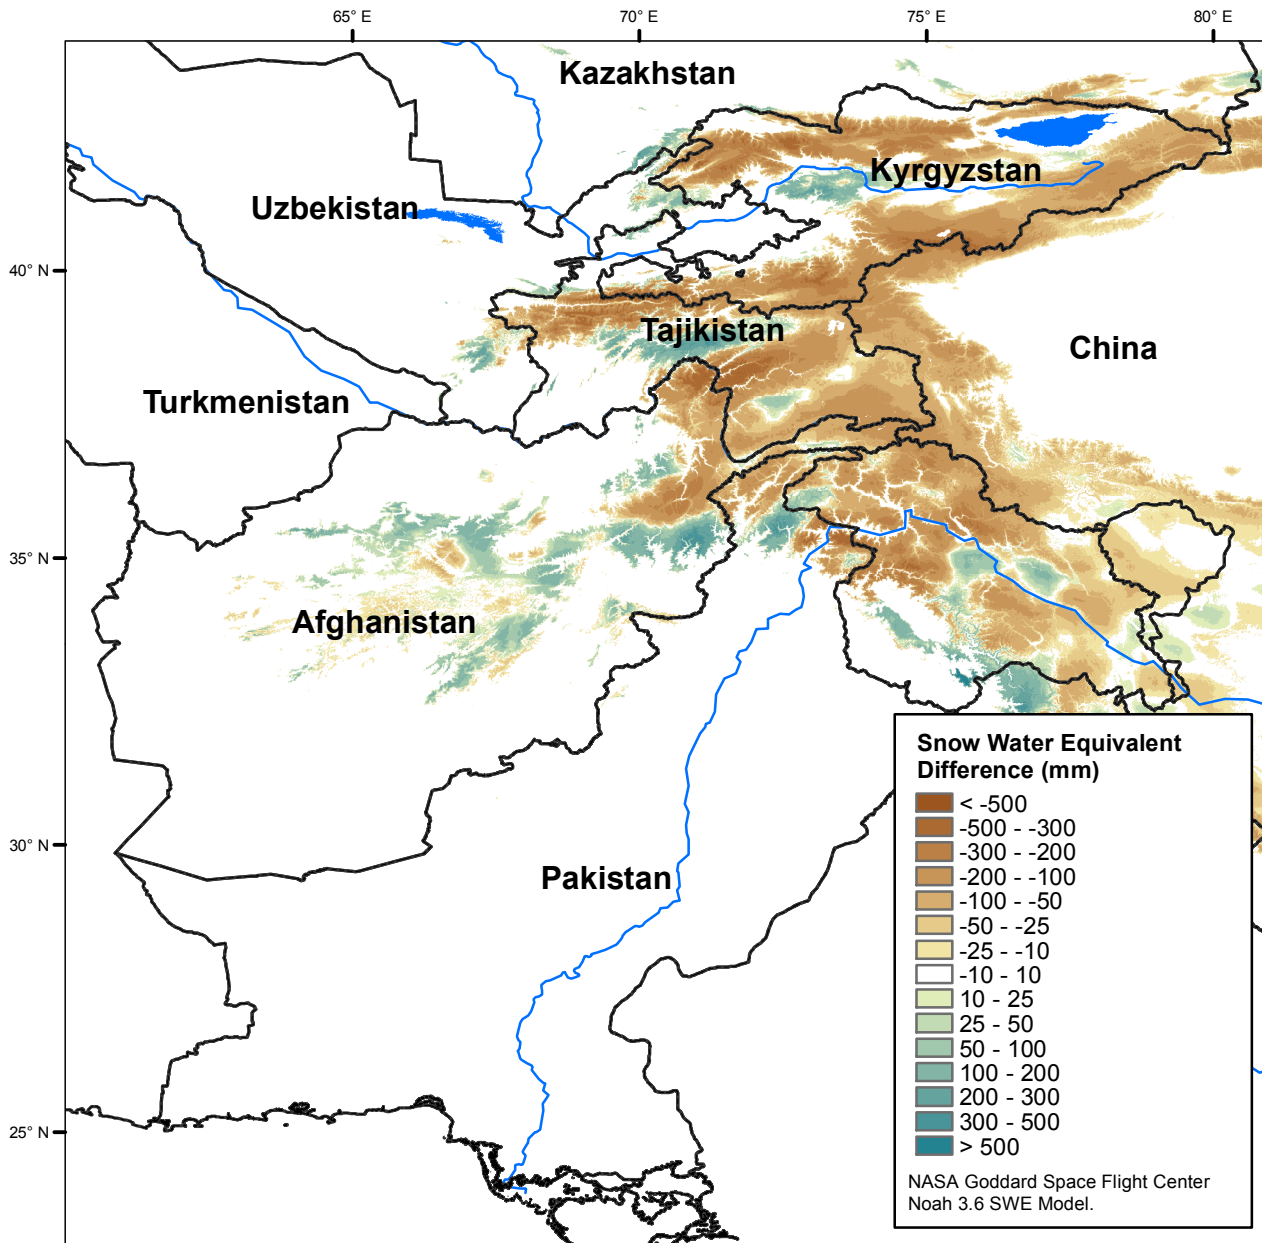 65° E
70° E
75° E
80° E
Kazakhstan
Kyrgyzstan
Uzbekistan
40° N
Tajikistan
China
Turkmenistan
35° N
Afghanistan
30° N
Pakistan
25° N
Snow Water Equivalent
Difference (mm)
< -500
-500 - -300
-300 - -200
-200 - -100
-100 - -50
-50 - -25
-25 - -10
-10 - 10
10 - 25
25 - 50
50 - 100
100 - 200
200 - 300
300 - 500
> 500
NASA Goddard Space Flight Center
Noah 3.6 SWE Model.